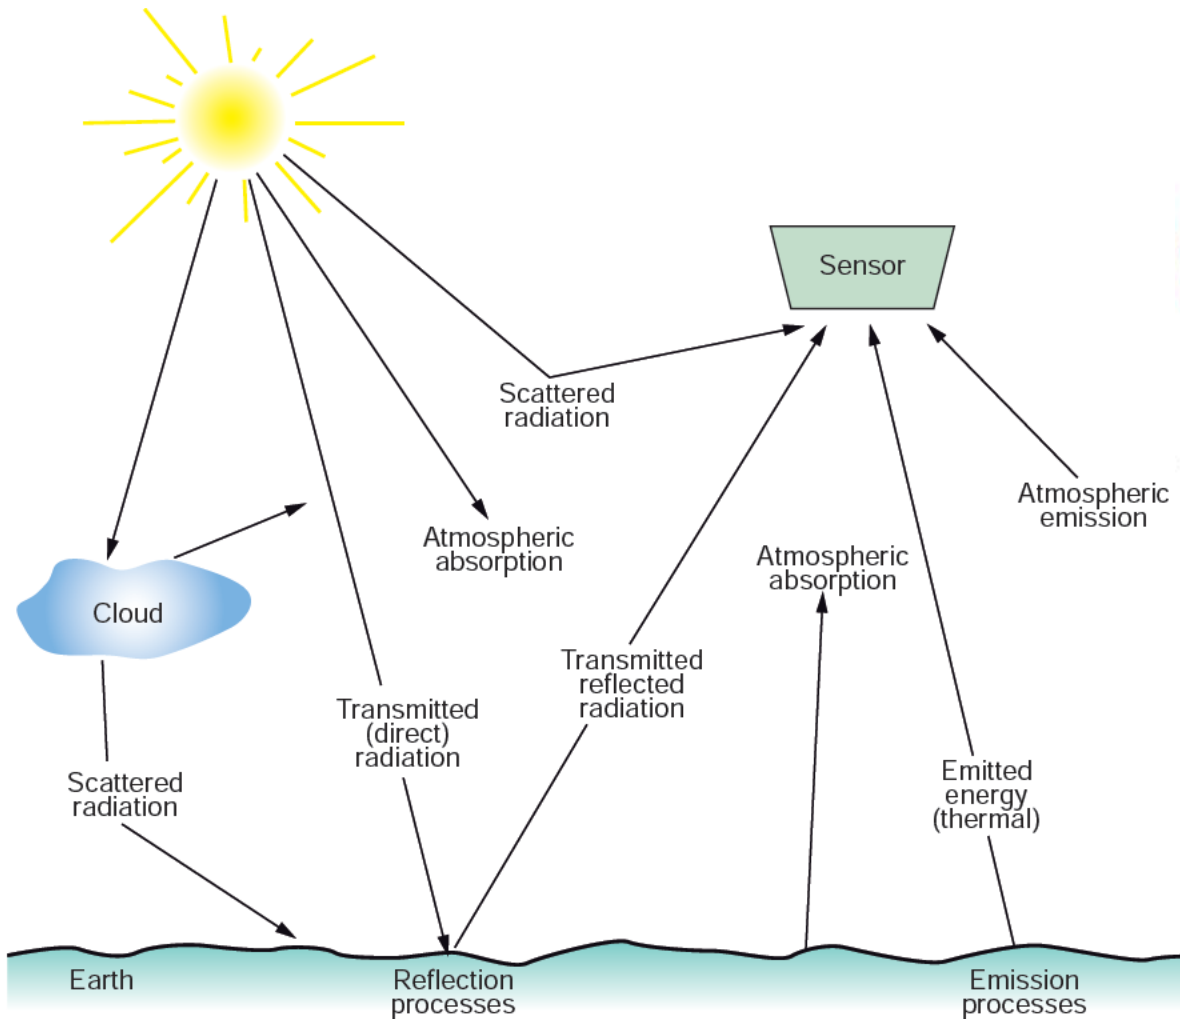 Sensor
Scattered
radiation
Atmospheric
emission
Atmospheric
absorption
Atmospheric
absorption
Cloud
Transmitted
reflected
radiation
Transmitted
(direct)
radiation
Scattered
radiation
Emitted
energy
(thermal)
Earth
Reflection
processes
Emission
processes